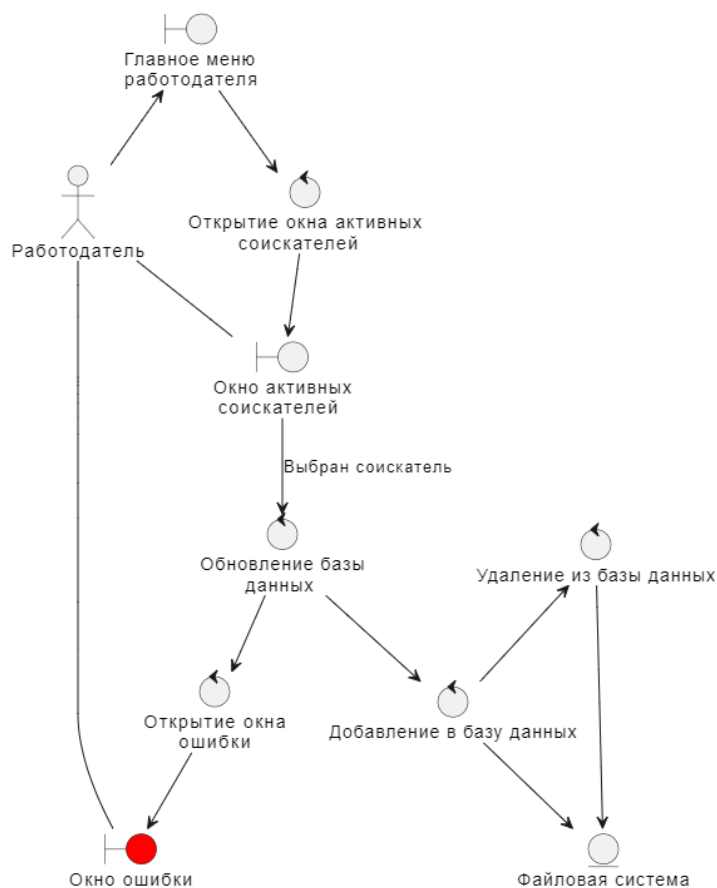 Главное меню
работодателя
Открытие окна активных
соискателей
Работодатель
Окно активных
соискателей
Выбран соискатель
Обновление базы
данных
Удаление из базы данных
Открытие окна
ошибки
Добавление в базу данных
Окно ошибки
Файловая система